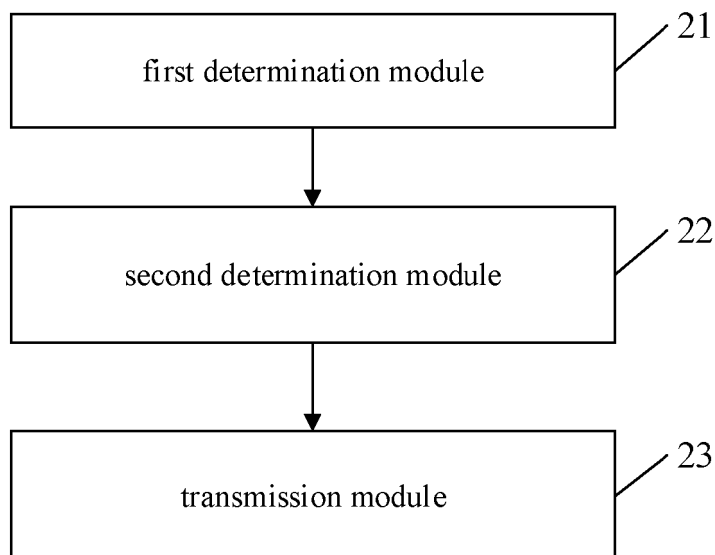 first determination module
21
second determination module
22
transmission module
23